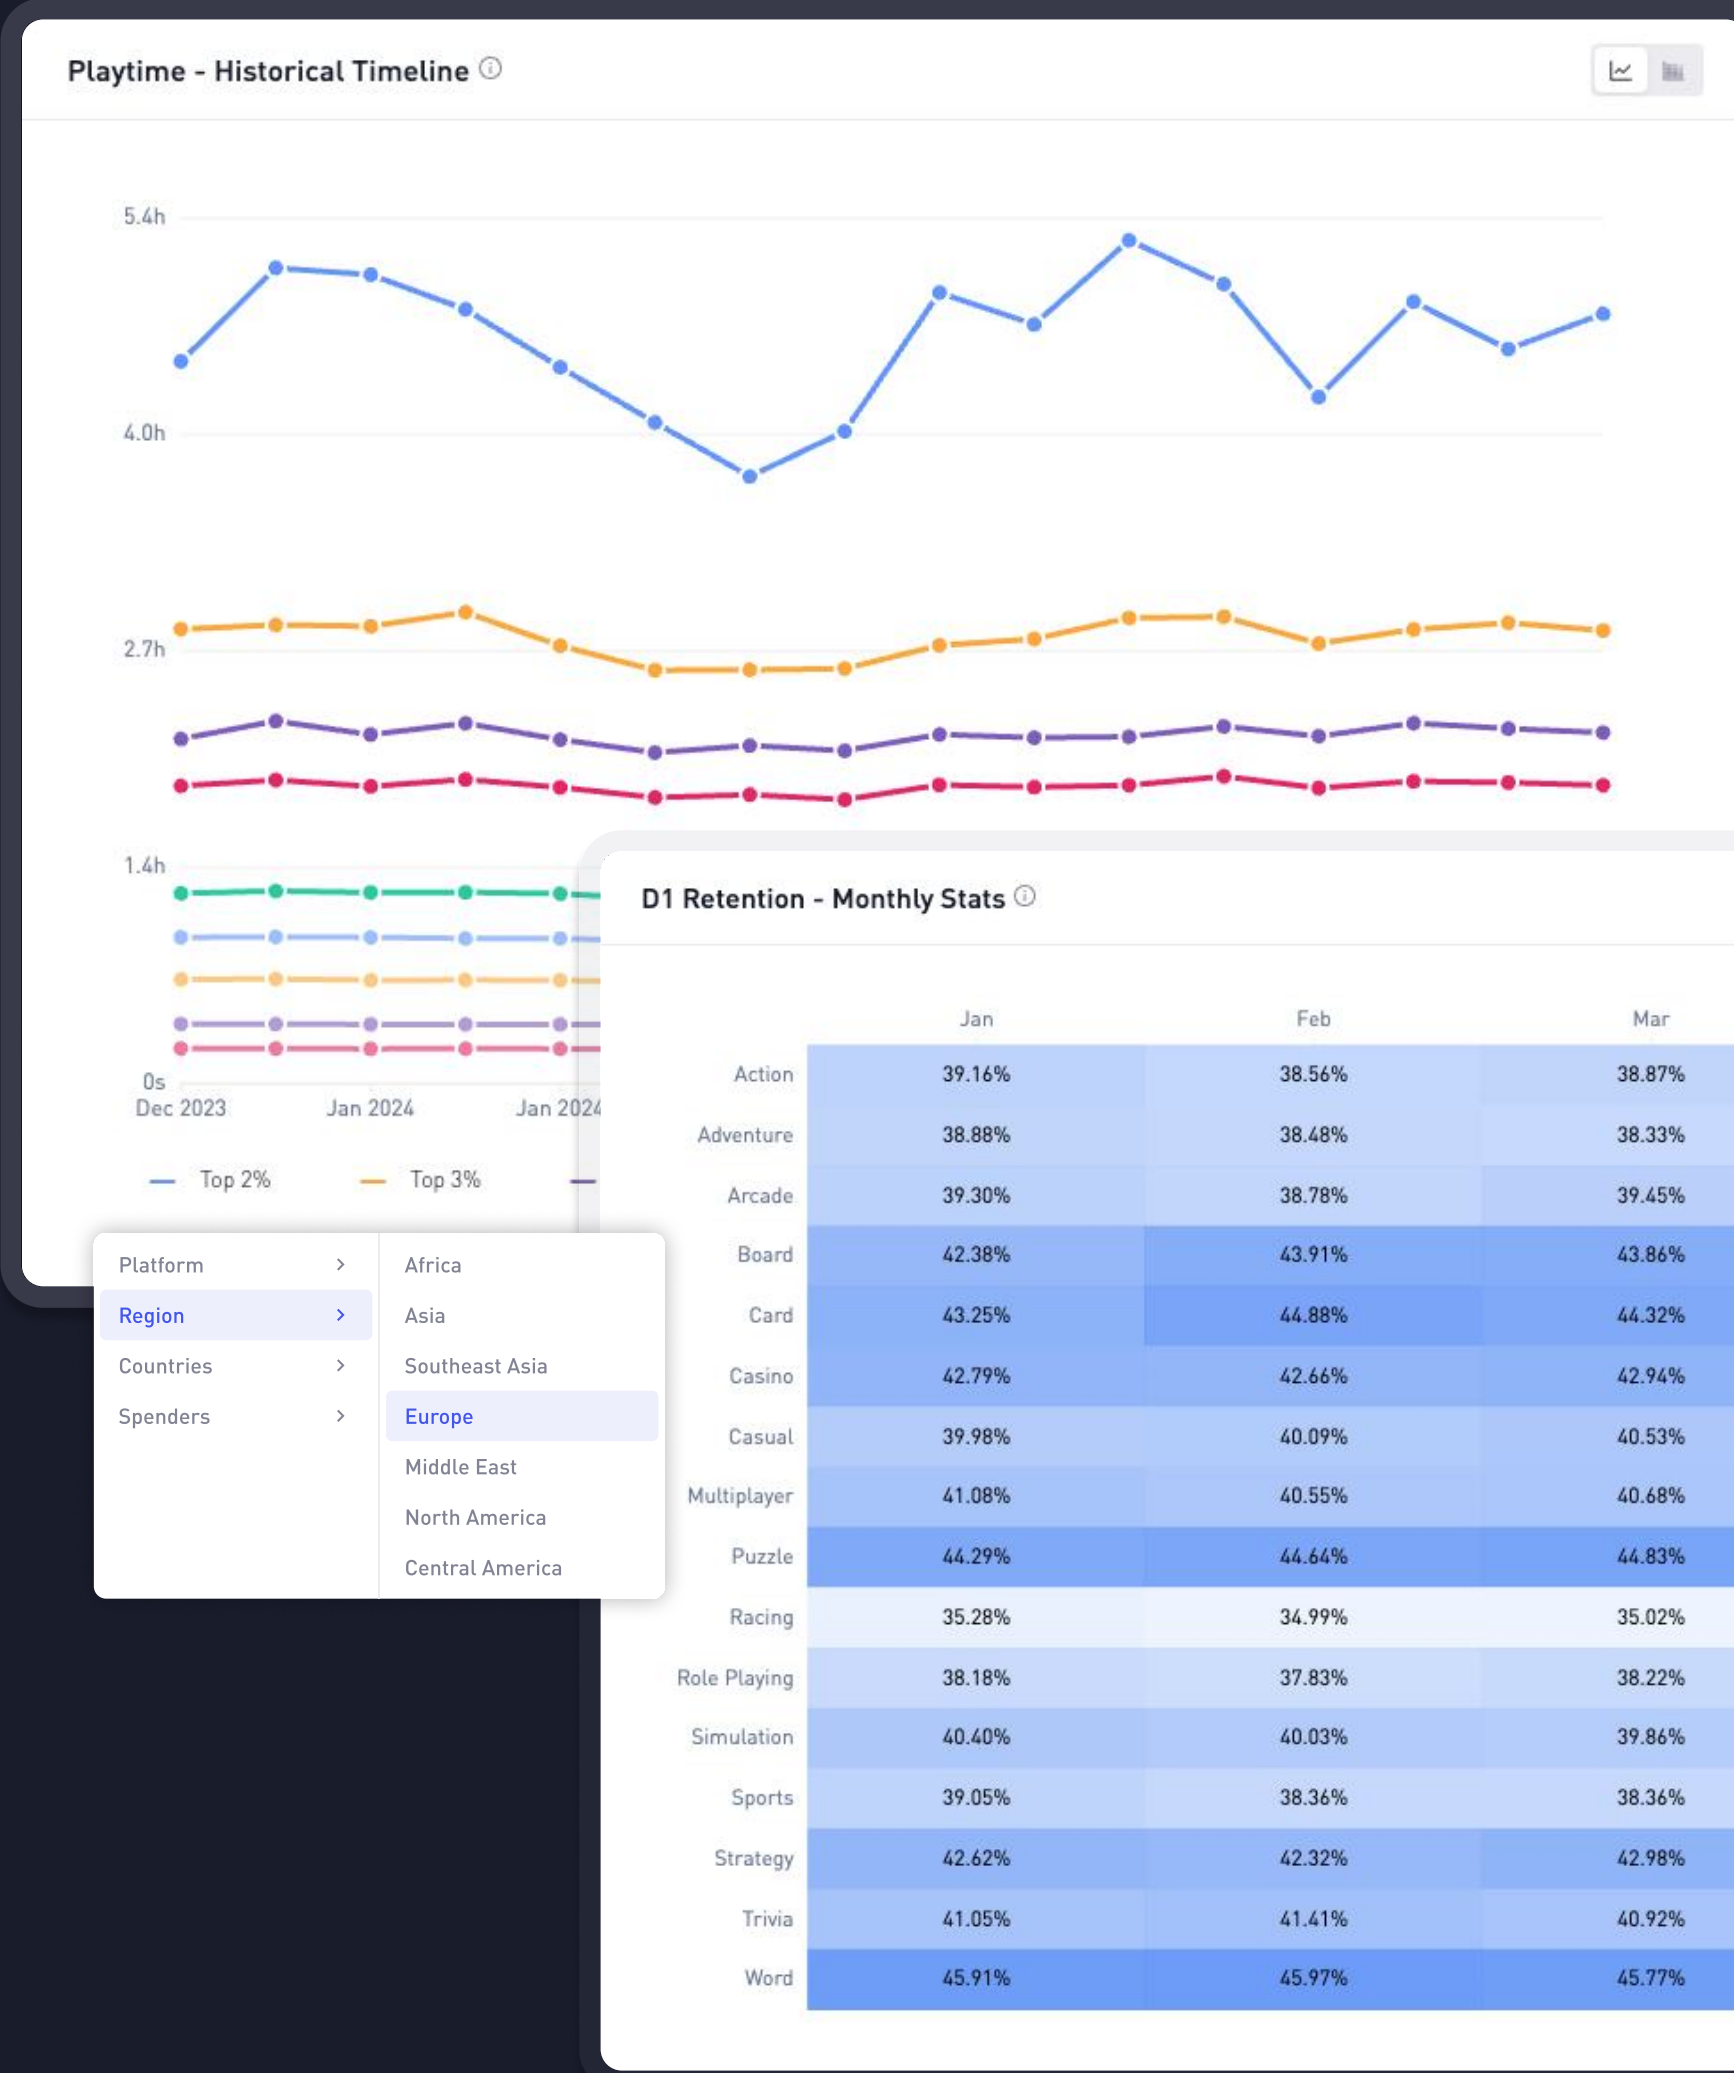 Playtime - Historical Timeline
5.4h
4.0h
2.7h
1.4h
0s
Dec 2023 Jan 2024 Jan 2024
Top 2% Top 3%
Platform
Region
Countries
Spenders
Africa
Asia
Southeast Asia
Europe
Middle East
North America
Central America
D1 Retention - Monthly Stats
Jan Feb Mar
Action 39.16% 38.56% 38.87%
Adventure 38.88% 38.48% 38.33%
Arcade 39.30% 38.78% 39.45%
Board 42.38% 43.91% 43.86%
Card 43.25% 44.88% 44.32%
Casino 42.79% 42.66% 42.94%
Casual 39.98% 40.09% 40.53%
Multiplayer 41.08% 40.55% 40.68%
Puzzle 44.29% 44.64% 44.83%
Racing 35.28% 34.99% 35.02%
Role Playing 38.18% 37.83% 38.22%
Simulation 40.40% 40.03% 39.86%
Sports 39.05% 38.36% 38.36%
Strategy 42.62% 42.32% 42.98%
Trivia 41.05% 41.41% 40.92%
Word 45.91% 45.97% 45.77%